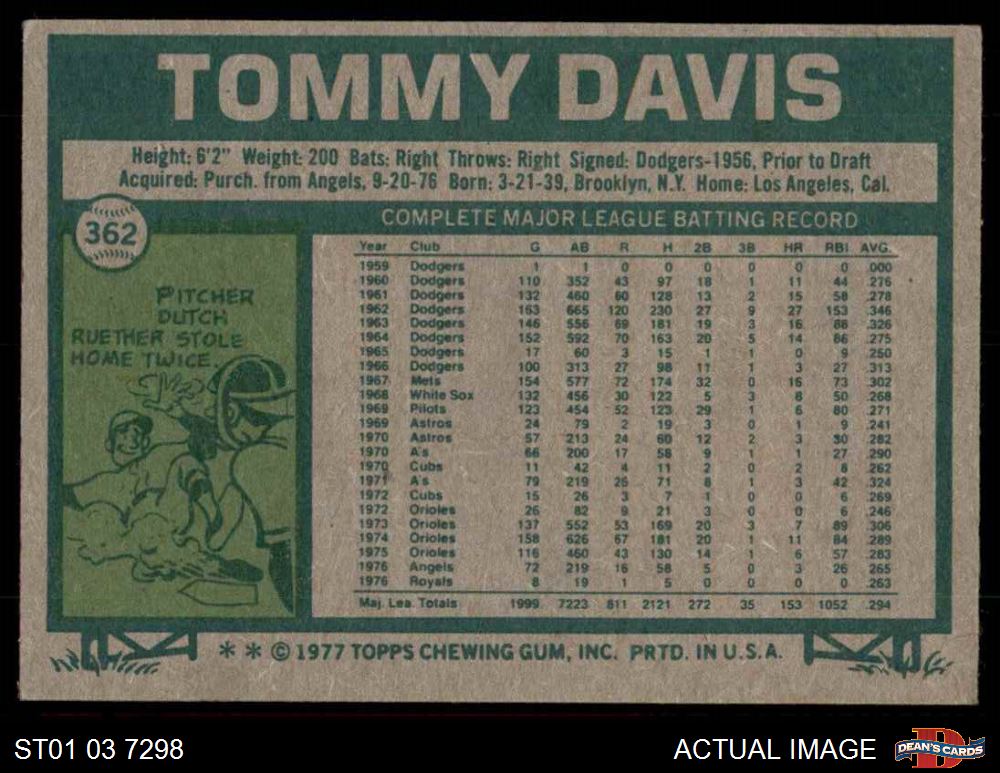 TOMMY DAVIS
Height: 6'2" Weight: 200 Bats: Right Throws: Right Signed: Dodgers-1956, Prior to Draft
Acquired: Purch. from Angels, 9-20-76 Born: 3-21-39, Brooklyn, N.Y. Home: Los Angeles, Cal.
362
PITCHER
DUTCH
RUETHER STOLE
HOME TWICE.
COMPLETE MAJOR LEAGUE BATTING RECORD
Year Club G AB R H 2B 3B HR RBI AVG.
1959 Dodgers 1 1 0 0 0 0 0 0 .000
1960 Dodgers 110 352 43 97 18 1 11 44 .276
1961 Dodgers 132 460 60 128 13 2 15 58 .278
1962 Dodgers 163 665 120 230 27 9 27 153 .346
1963 Dodgers 146 556 69 181 19 3 16 88 .326
1964 Dodgers 152 592 70 163 20 5 14 86 .275
1965 Dodgers 17 60 3 15 1 1 0 9 .250
1966 Dodgers 100 313 27 98 11 1 3 27 .313
1967 Mets 154 577 72 174 32 0 16 73 .302
1968 White Sox 132 456 30 122 5 3 8 50 .268
1969 Pilots 123 454 52 123 29 1 6 80 .271
1969 Astros 24 79 2 19 3 0 1 9 .241
1970 Astros 57 213 24 60 12 2 3 30 .282
1970 A's 66 200 17 58 9 1 1 27 .290
1970 Cubs 11 42 4 11 2 0 2 8 .262
1971 A's 79 219 26 71 8 1 3 42 .324
1972 Cubs 15 26 3 7 1 0 0 6 .269
1972 Orioles 26 82 9 21 3 0 0 6 .246
1973 Orioles 137 552 53 169 20 3 7 89 .306
1974 Orioles 158 626 67 181 20 1 11 84 .289
1975 Orioles 116 460 43 130 14 1 6 57 .283
1976 Angels 72 219 16 58 5 0 3 26 .265
1976 Royals 8 19 1 5 0 0 0 0 .263
Maj. Lea. Totals 1999 7223 811 2121 272 35 153 1052 .294
* * © 1977 TOPPS CHEWING GUM, INC. PRTD. IN U.S.A.
ST01 03 7298
ACTUAL IMAGE
D
DEAN'S CARDS